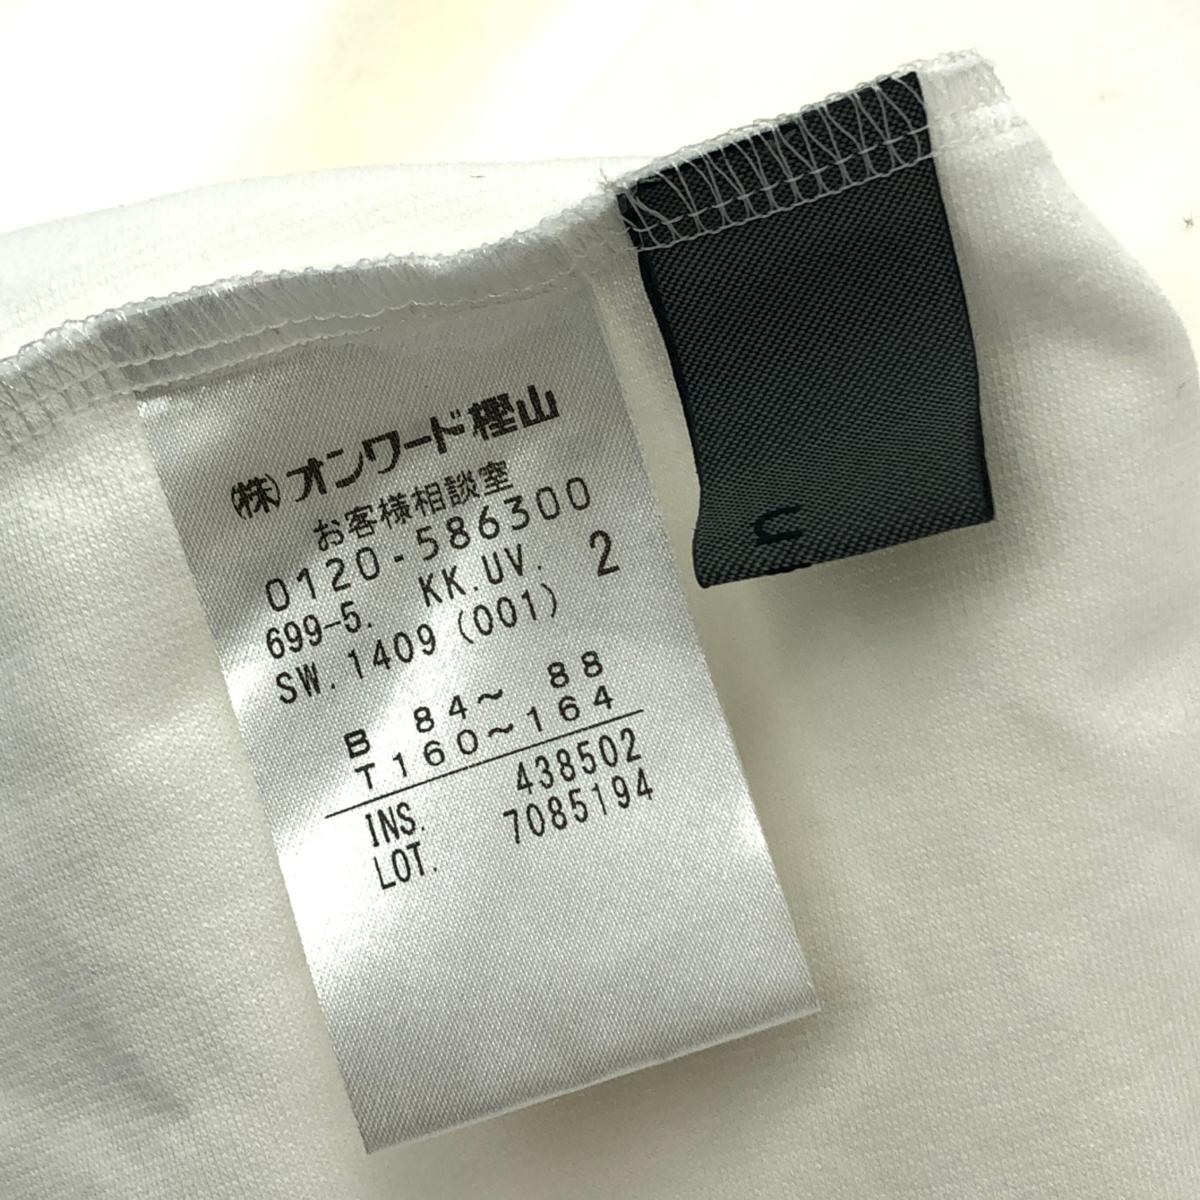 ㈱オンワード樫山
お客様相談室
0120-586300
699-5. KK.UV. 2
SW.1409(001)
B 84～ 88
T160～164
INS. 438502
LOT. 7085194